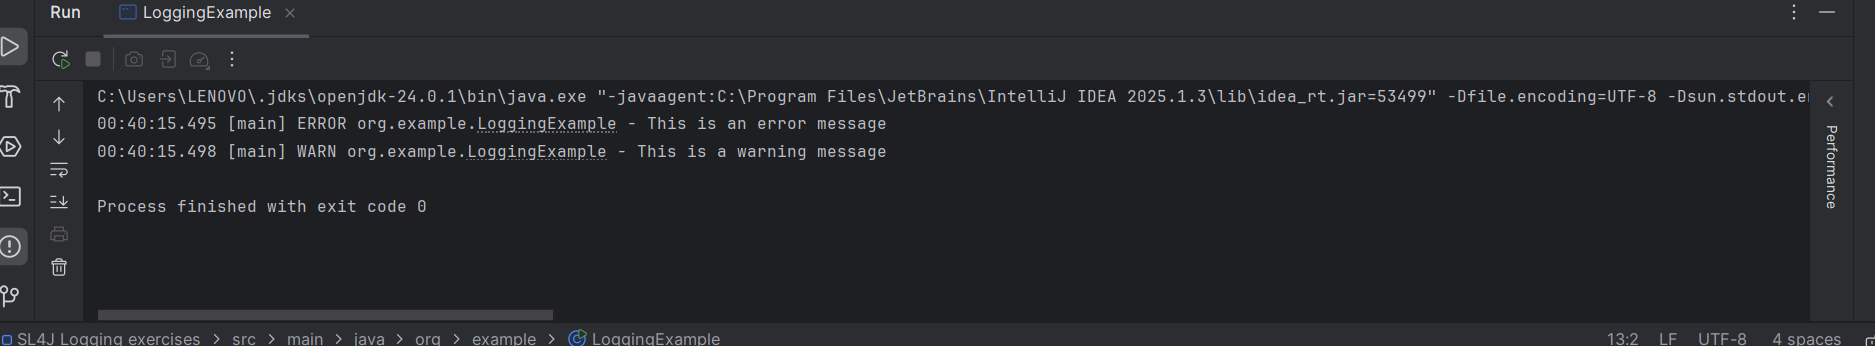 Run LoggingExample
C:\Users\LENOVO\.jdks\openjdk-24.0.1\bin\java.exe "-javaagent:C:\Program Files\JetBrains\IntelliJ IDEA 2025.1.3\lib\idea_rt.jar=53499" -Dfile.encoding=UTF-8 -Dsun.stdout.en
00:40:15.495 [main] ERROR org.example.LoggingExample - This is an error message
00:40:15.498 [main] WARN org.example.LoggingExample - This is a warning message
Process finished with exit code 0
Performance
SL4J Logging exercises > src > main > java > org > example > LoggingExample 13:2 LF UTF-8 4 spaces